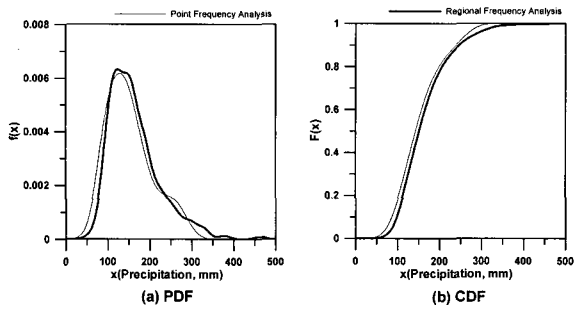 Point Frequency Analysis
Regional Frequency Analysis
0.008
0.006
0.004
0.002
0
f(x)
0 100 200 300 400 500
x(Precipitation, mm)
(a) PDF
1
0.8
0.6
0.4
0.2
0
F(x)
0 100 200 300 400 500
x(Precipitation, mm)
(b) CDF